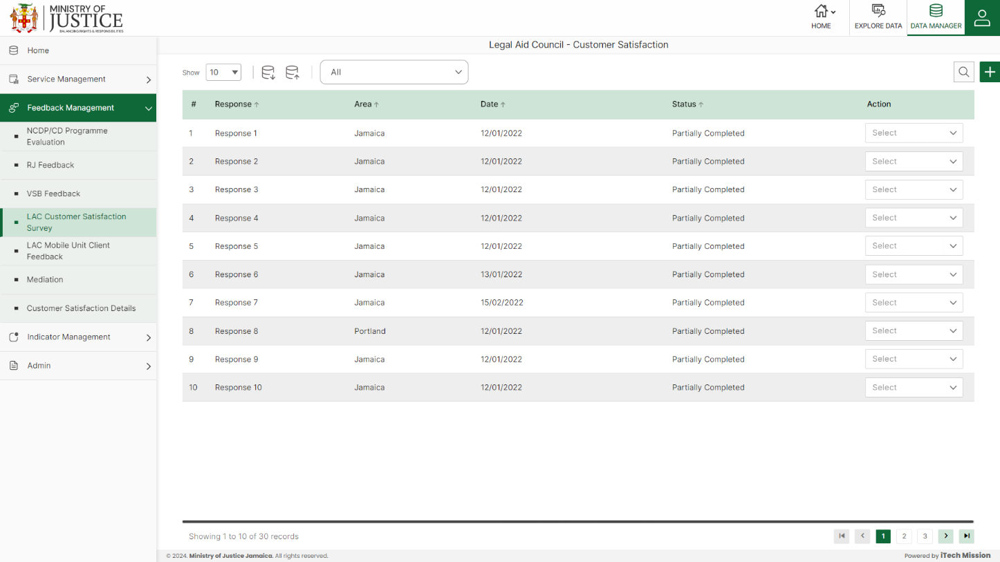 MINISTRY OF
JUSTICE
BALANCING RIGHTS & RESPONSIBILITIES
HOME
EXPLORE DATA
DATA MANAGER
Home
Service Management
Feedback Management
NCDP/CD Programme
Evaluation
RJ Feedback
VSB Feedback
LAC Customer Satisfaction
Survey
LAC Mobile Unit Client
Feedback
Mediation
Customer Satisfaction Details
Indicator Management
Admin
Legal Aid Council - Customer Satisfaction
Show 10 All
# Response Area Date Status Action
1 Response 1 Jamaica 12/01/2022 Partially Completed Select
2 Response 2 Jamaica 12/01/2022 Partially Completed Select
3 Response 3 Jamaica 12/01/2022 Partially Completed Select
4 Response 4 Jamaica 12/01/2022 Partially Completed Select
5 Response 5 Jamaica 12/01/2022 Partially Completed Select
6 Response 6 Jamaica 13/01/2022 Partially Completed Select
7 Response 7 Jamaica 15/02/2022 Partially Completed Select
8 Response 8 Portland 12/01/2022 Partially Completed Select
9 Response 9 Jamaica 12/01/2022 Partially Completed Select
10 Response 10 Jamaica 12/01/2022 Partially Completed Select
Showing 1 to 10 of 30 records
1 2 3
© 2024. Ministry of Justice Jamaica. All rights reserved.
Powered by iTech Mission